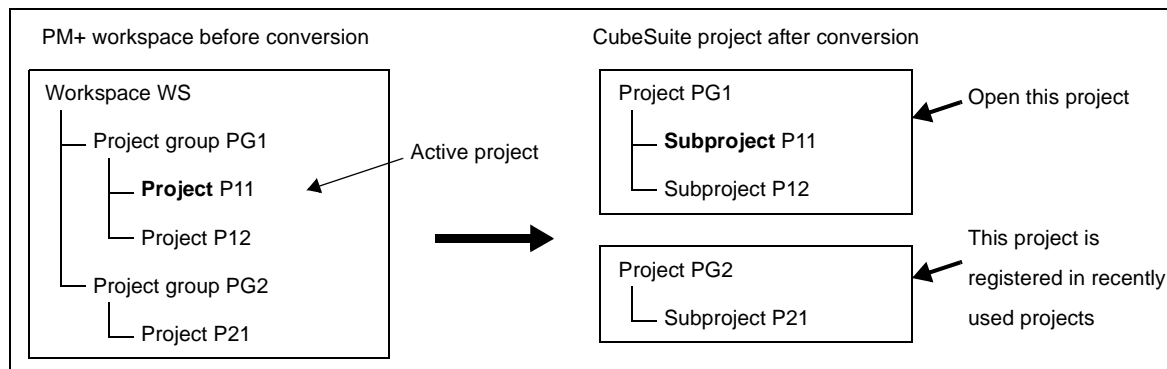 PM+ workspace before conversion
Workspace WS
Project group PG1
Project P11
Project P12
Project group PG2
Project P21
Active project
CubeSuite project after conversion
Project PG1
Subproject P11
Subproject P12
Open this project
Project PG2
Subproject P21
This project is
registered in recently
used projects